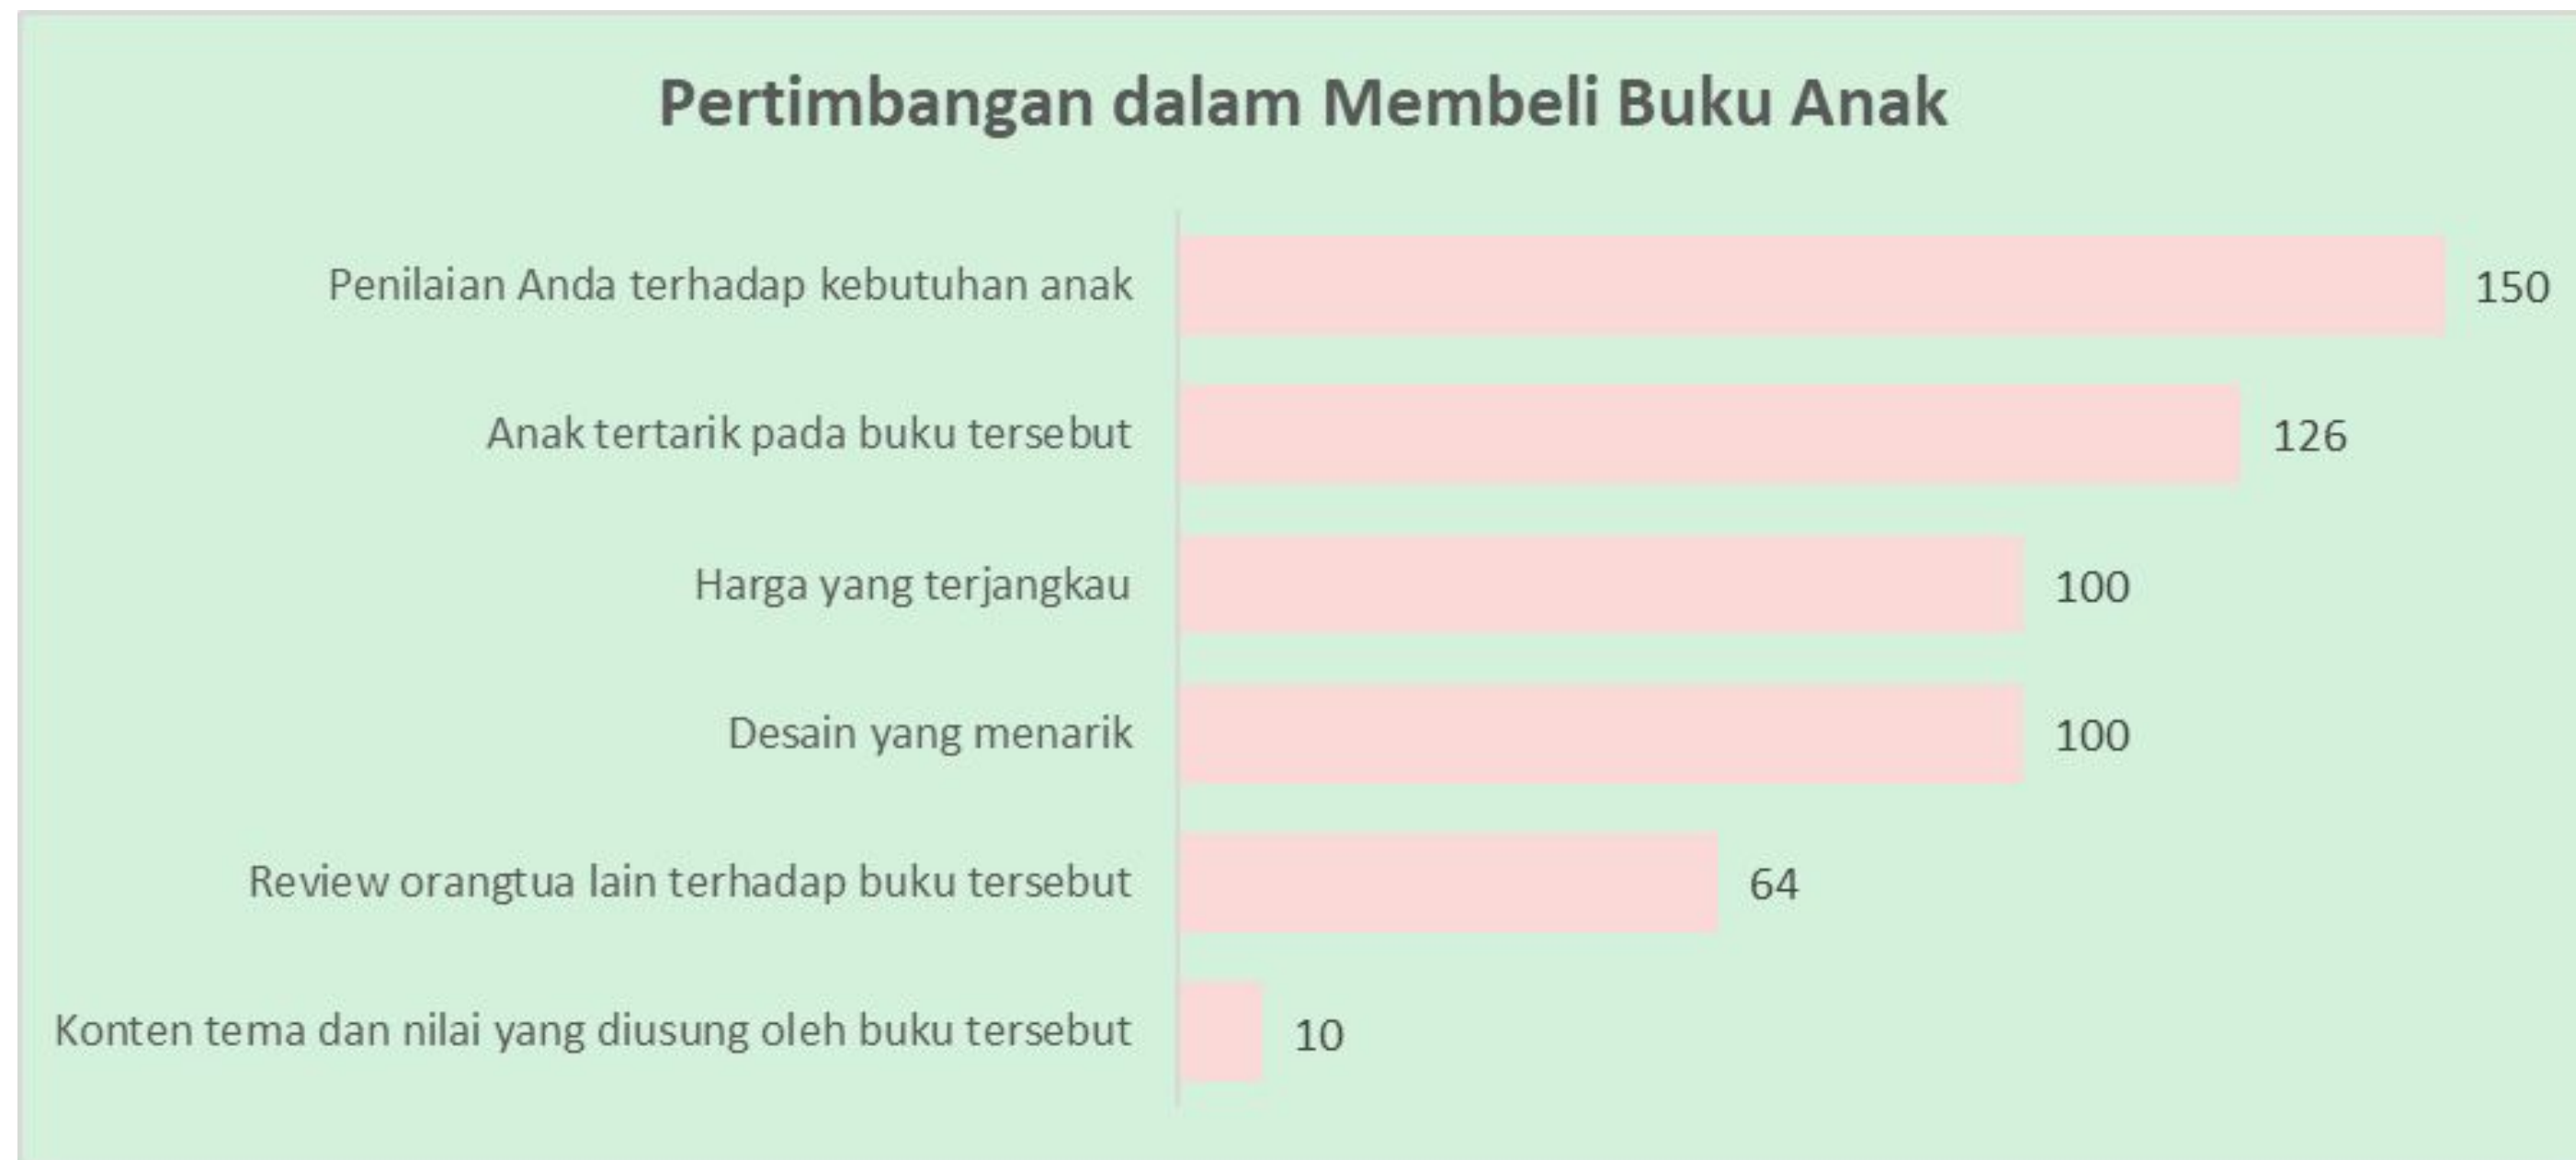 Pertimbangan dalam Membeli Buku Anak
Penilaian Anda terhadap kebutuhan anak 150
Anak tertarik pada buku tersebut 126
Harga yang terjangkau 100
Desain yang menarik 100
Review orangtua lain terhadap buku tersebut 64
Konten tema dan nilai yang diusung oleh buku tersebut 10